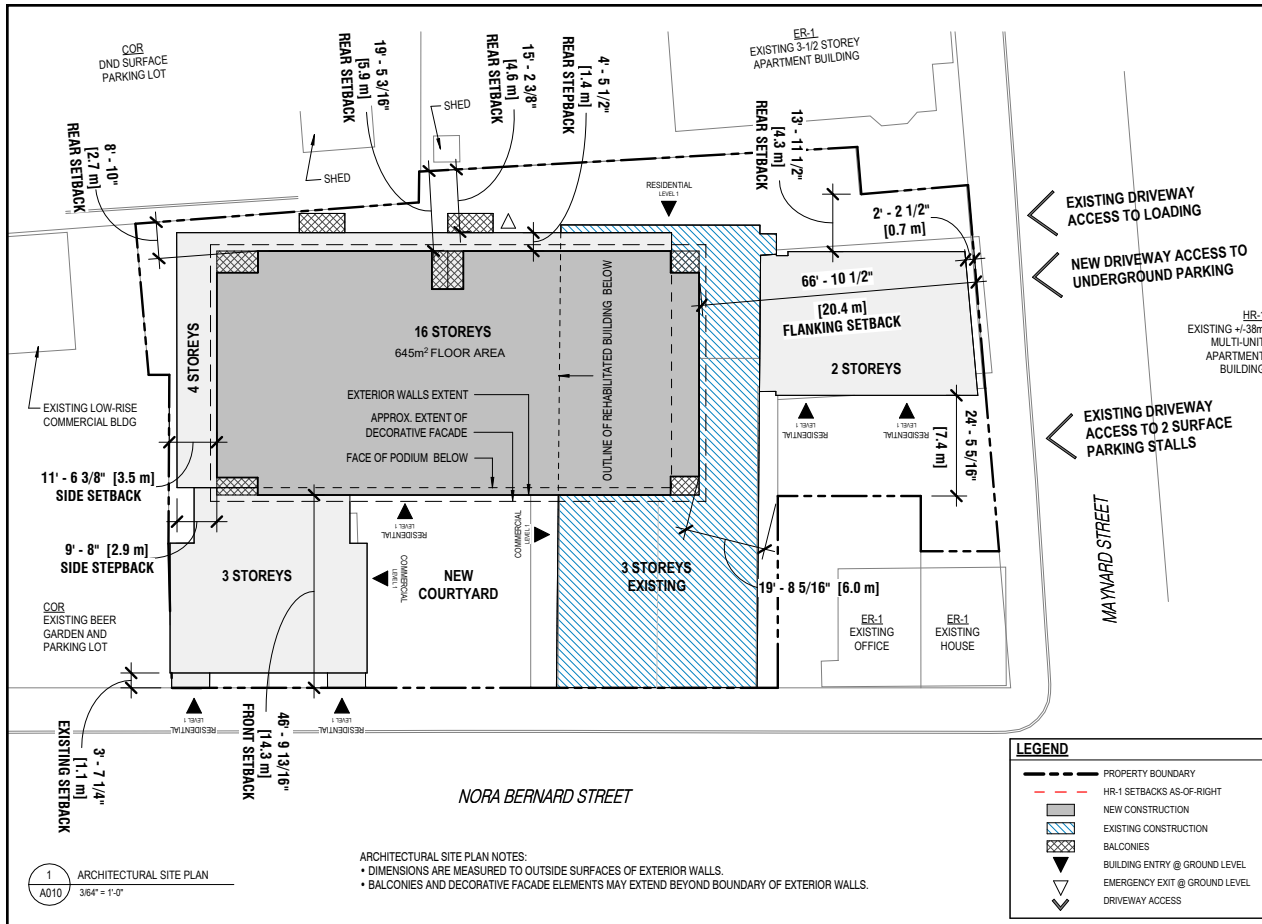 COR
DND SURFACE
PARKING LOT
19' - 5 3/16"
[5.9 m]
REAR SETBACK
15' - 2 3/8"
[4.6 m]
REAR SETBACK
4' - 5 1/2"
[1.4 m]
REAR STEPBACK
ER-1
EXISTING 3-1/2 STOREY
APARTMENT BUILDING
SHED
SHED
8' - 10"
[2.7 m]
REAR SETBACK
13' - 11 1/2"
[4.3 m]
REAR SETBACK
RESIDENTIAL
LEVEL 1
EXISTING DRIVEWAY
ACCESS TO LOADING
2' - 2 1/2"
[0.7 m]
NEW DRIVEWAY ACCESS TO
UNDERGROUND PARKING
66' - 10 1/2"
[20.4 m]
FLANKING SETBACK
HR-1
EXISTING +/-38m
MULTI-UNIT
APARTMENT
BUILDING
16 STOREYS
645m² FLOOR AREA
4 STOREYS
OUTLINE OF REHABILITATED BUILDING BELOW
2 STOREYS
EXTERIOR WALLS EXTENT
APPROX. EXTENT OF
DECORATIVE FACADE
FACE OF PODIUM BELOW
EXISTING LOW-RISE
COMMERCIAL BLDG
RESIDENTIAL
LEVEL 1
RESIDENTIAL
LEVEL 1
24' - 5 5/16"
[7.4 m]
EXISTING DRIVEWAY
ACCESS TO 2 SURFACE
PARKING STALLS
11' - 6 3/8" [3.5 m]
SIDE SETBACK
9' - 8" [2.9 m]
SIDE STEPBACK
RESIDENTIAL
LEVEL 1
COMMERCIAL
LEVEL 1
COMMERCIAL
LEVEL 1
3 STOREYS
NEW
COURTYARD
3 STOREYS
EXISTING
19' - 8 5/16" [6.0 m]
MAYNARD STREET
COR
EXISTING BEER
GARDEN AND
PARKING LOT
ER-1
EXISTING
OFFICE
ER-1
EXISTING
HOUSE
3' - 7 1/4"
[1.1 m]
EXISTING SETBACK
RESIDENTIAL
LEVEL 1
46' - 9 13/16"
[14.3 m]
FRONT SETBACK
RESIDENTIAL
LEVEL 1
NORA BERNARD STREET
LEGEND
PROPERTY BOUNDARY
HR-1 SETBACKS AS-OF-RIGHT
NEW CONSTRUCTION
EXISTING CONSTRUCTION
BALCONIES
BUILDING ENTRY @ GROUND LEVEL
EMERGENCY EXIT @ GROUND LEVEL
DRIVEWAY ACCESS
1
A010
ARCHITECTURAL SITE PLAN
3/64" = 1'-0"
ARCHITECTURAL SITE PLAN NOTES:
• DIMENSIONS ARE MEASURED TO OUTSIDE SURFACES OF EXTERIOR WALLS.
• BALCONIES AND DECORATIVE FACADE ELEMENTS MAY EXTEND BEYOND BOUNDARY OF EXTERIOR WALLS.